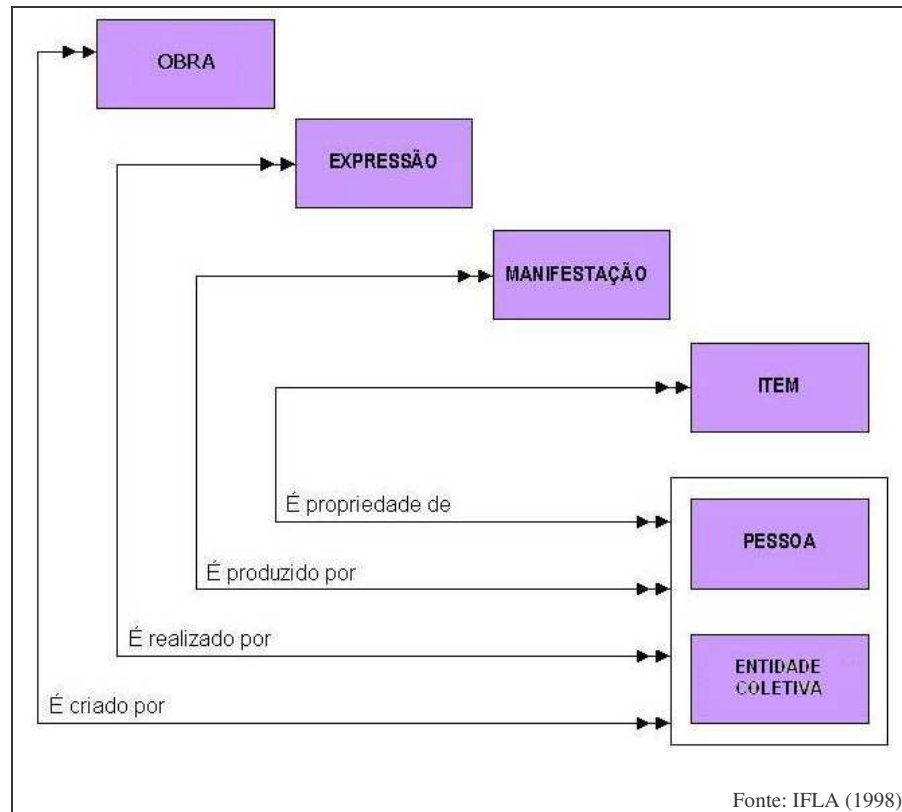 OBRA
EXPRESSÃO
MANIFESTAÇÃO
ITEM
É propriedade de
PESSOA
É produzido por
É realizado por
ENTIDADE
COLETIVA
É criado por
Fonte: IFLA (1998)